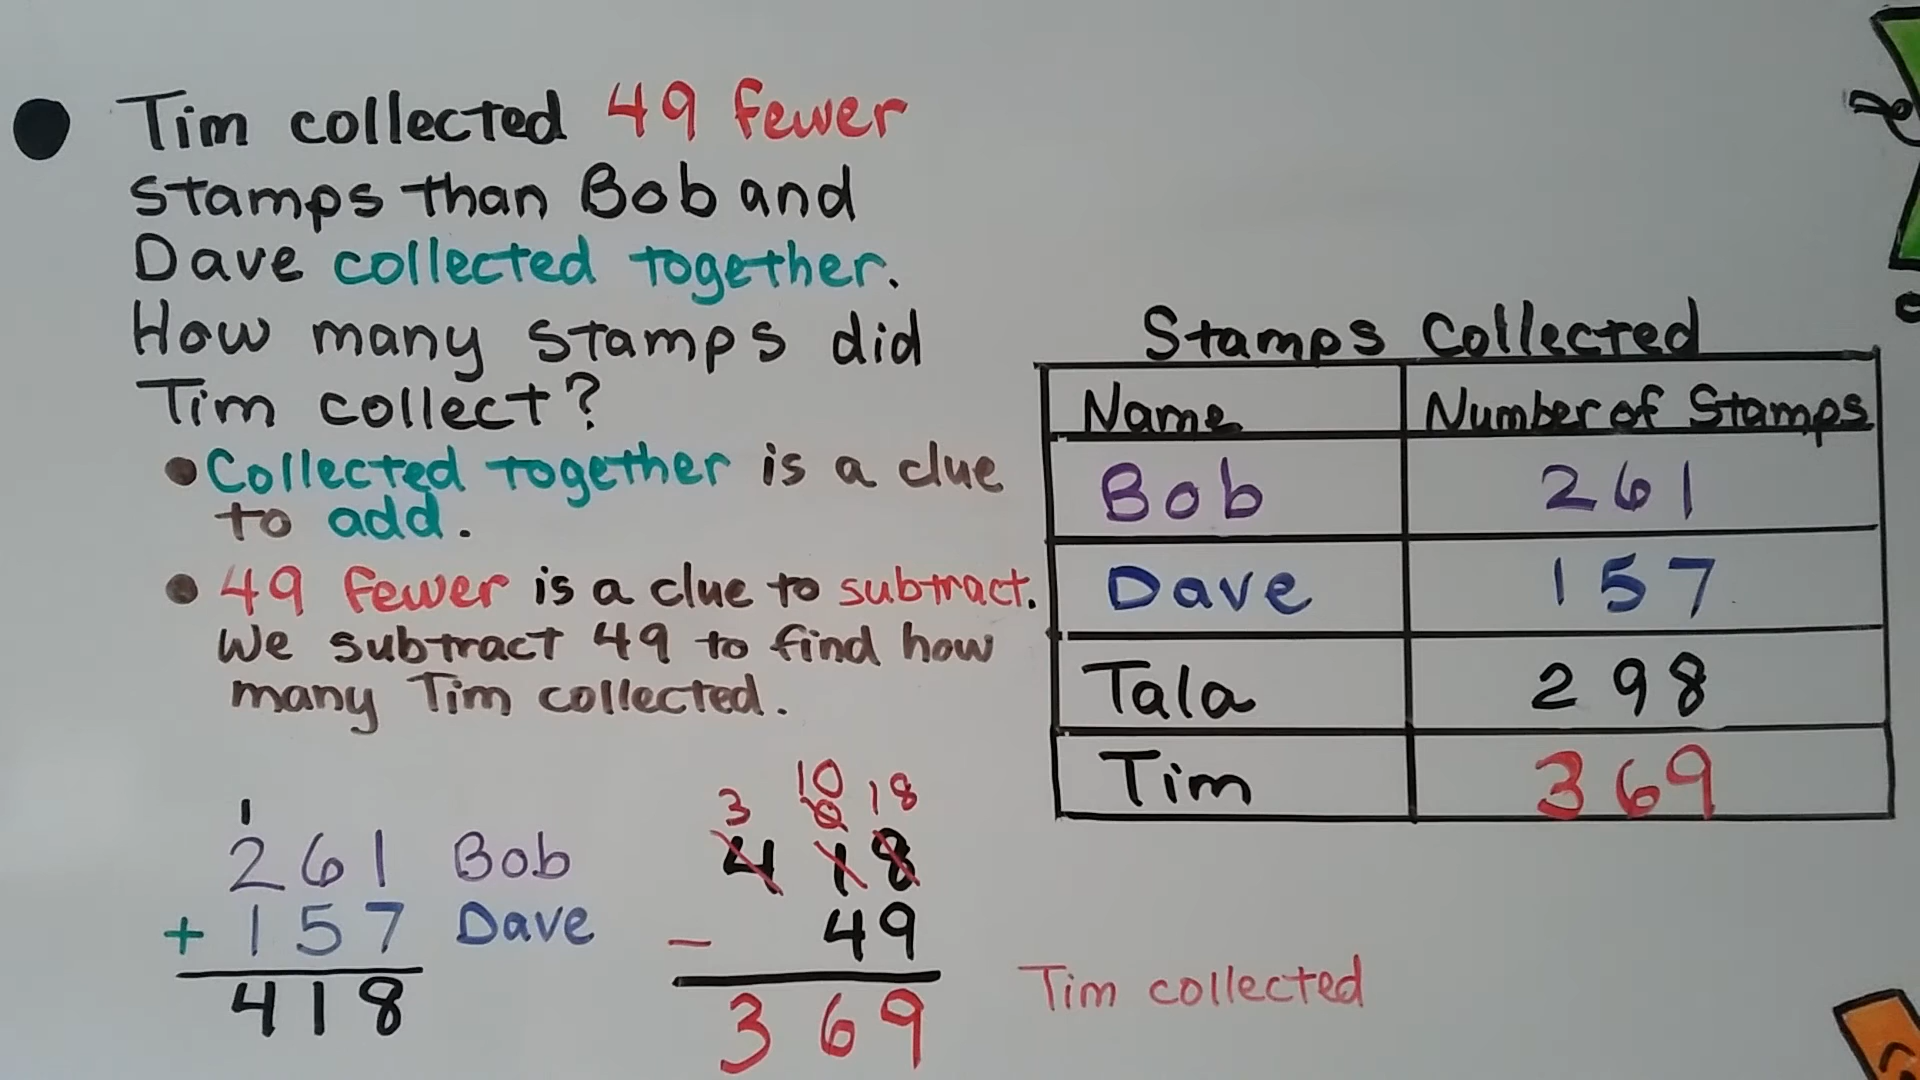 Tim collected 49 fewer
stamps than Bob and
Dave collected together.
How many stamps did
Tim collect?
• Collected together is a clue
to add.
• 49 fewer is a clue to subtract.
We subtract 49 to find how
many Tim collected.
Stamps Collected
Name Number of Stamps
Bob 261
Dave 157
Tala 298
Tim 369
1
261 Bob
+ 157 Dave
418
10
3 0 18
418
- 49
369 Tim collected